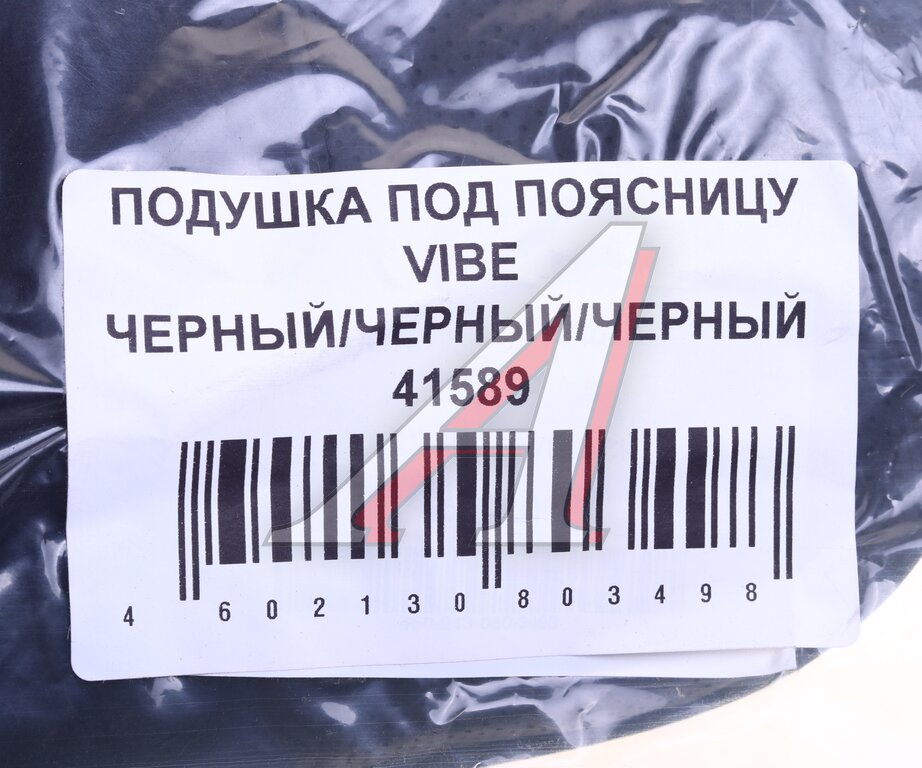 ПОДУШКА ПОД ПОЯСНИЦУ
VIBE
ЧЕРНЫЙ/ЧЕРНЫЙ/ЧЕРНЫЙ
41589
4 602130 803498